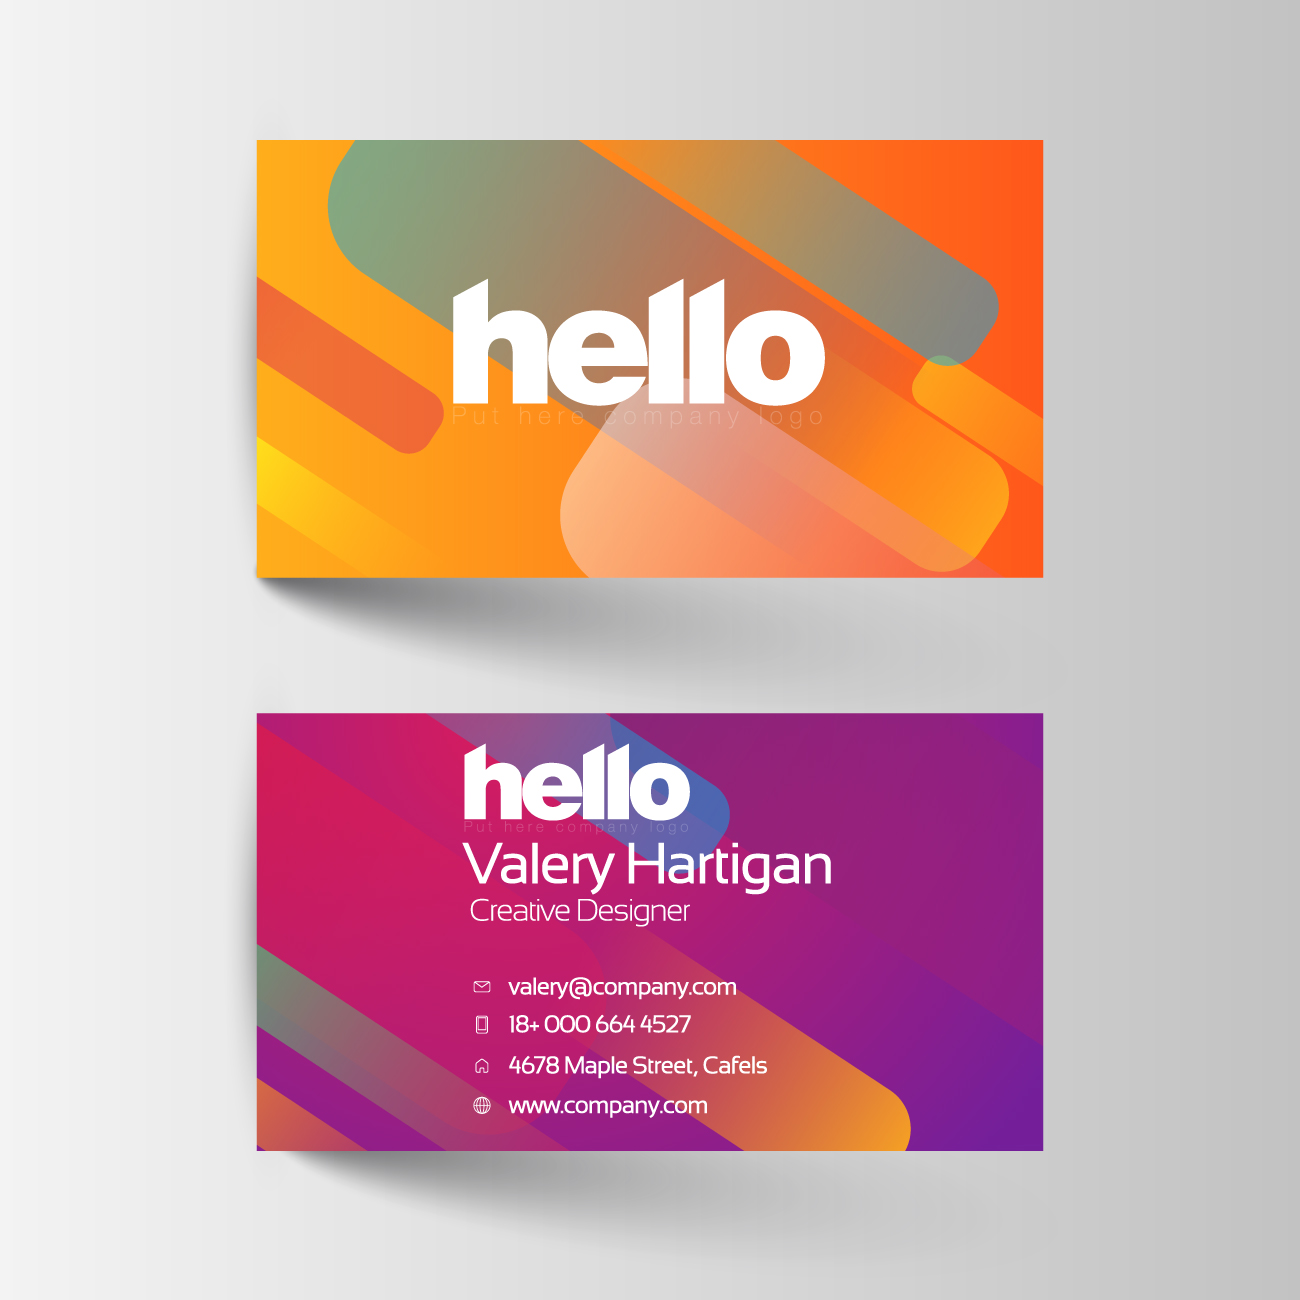 hello
Put here company logo
hello
Put here company logo
Valery Hartigan
Creative Designer
valery@company.com
18+ 000 664 4527
4678 Maple Street, Cafels
www.company.com